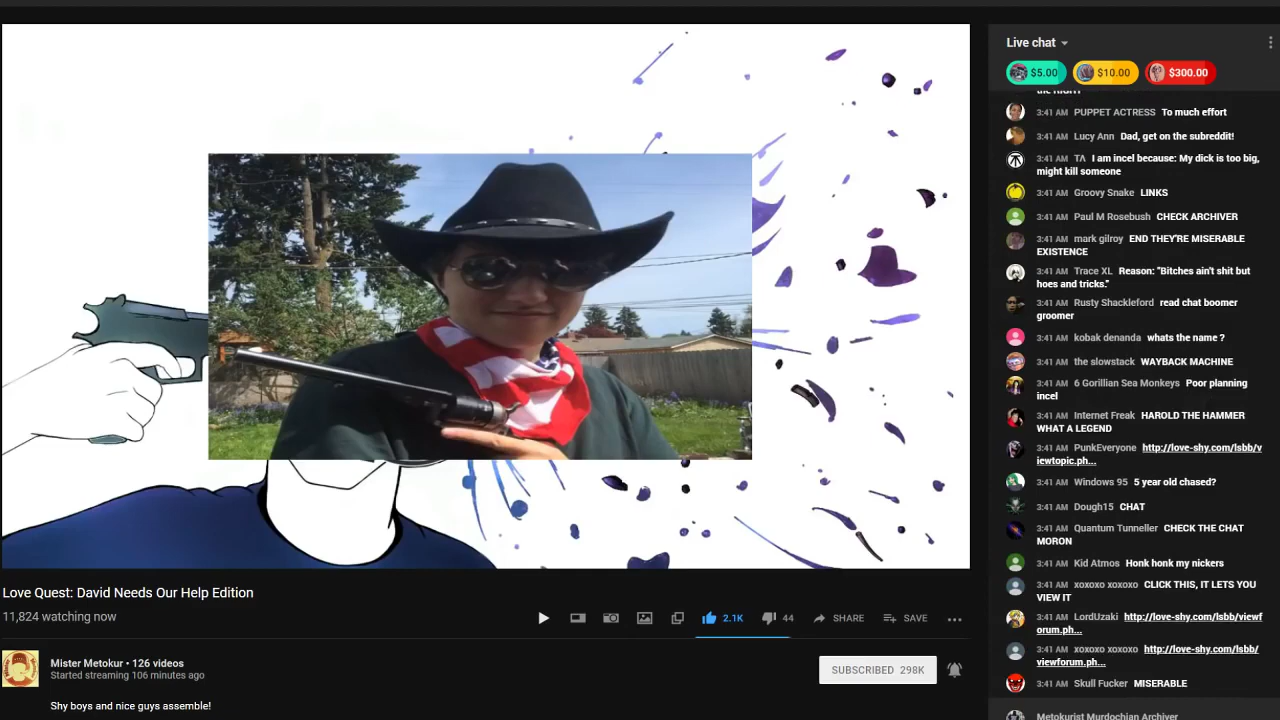 Live chat
$5.00
$10.00
$300.00
the RIGHT
3:41 AM PUPPET ACTRESS To much effort
3:41 AM Lucy Ann Dad, get on the subreddit!
3:41 AM TΛ I am incel because: My dick is too big,
might kill someone
3:41 AM Groovy Snake LINKS
3:41 AM Paul M Rosebush CHECK ARCHIVER
3:41 AM mark gilroy END THEY'RE MISERABLE
EXISTENCE
3:41 AM Trace XL Reason: "Bitches ain't shit but
hoes and tricks."
3:41 AM Rusty Shackleford read chat boomer
groomer
3:41 AM kobak denanda whats the name ?
3:41 AM the slowstack WAYBACK MACHINE
3:41 AM 6 Gorillian Sea Monkeys Poor planning
incel
3:41 AM Internet Freak HAROLD THE HAMMER
WHAT A LEGEND
3:41 AM PunkEveryone http://love-shy.com/lsbb/v
iewtopic.ph...
3:41 AM Windows 95 5 year old chased?
3:41 AM Dough15 CHAT
3:41 AM Quantum Tunneller CHECK THE CHAT
MORON
3:41 AM Kid Atmos Honk honk my nickers
3:41 AM xoxoxo xoxoxo CLICK THIS, IT LETS YOU
VIEW IT
3:41 AM LordUzaki http://love-shy.com/lsbb/viewf
orum.ph...
3:41 AM xoxoxo xoxoxo http://love-shy.com/lsbb/
viewforum.ph...
3:41 AM Skull Fucker MISERABLE
Metokurist Murdochian Archiver
Love Quest: David Needs Our Help Edition
11,824 watching now
2.1K
44
SHARE
SAVE
Mister Metokur • 126 videos
Started streaming 106 minutes ago
SUBSCRIBED 298K
Shy boys and nice guys assemble!